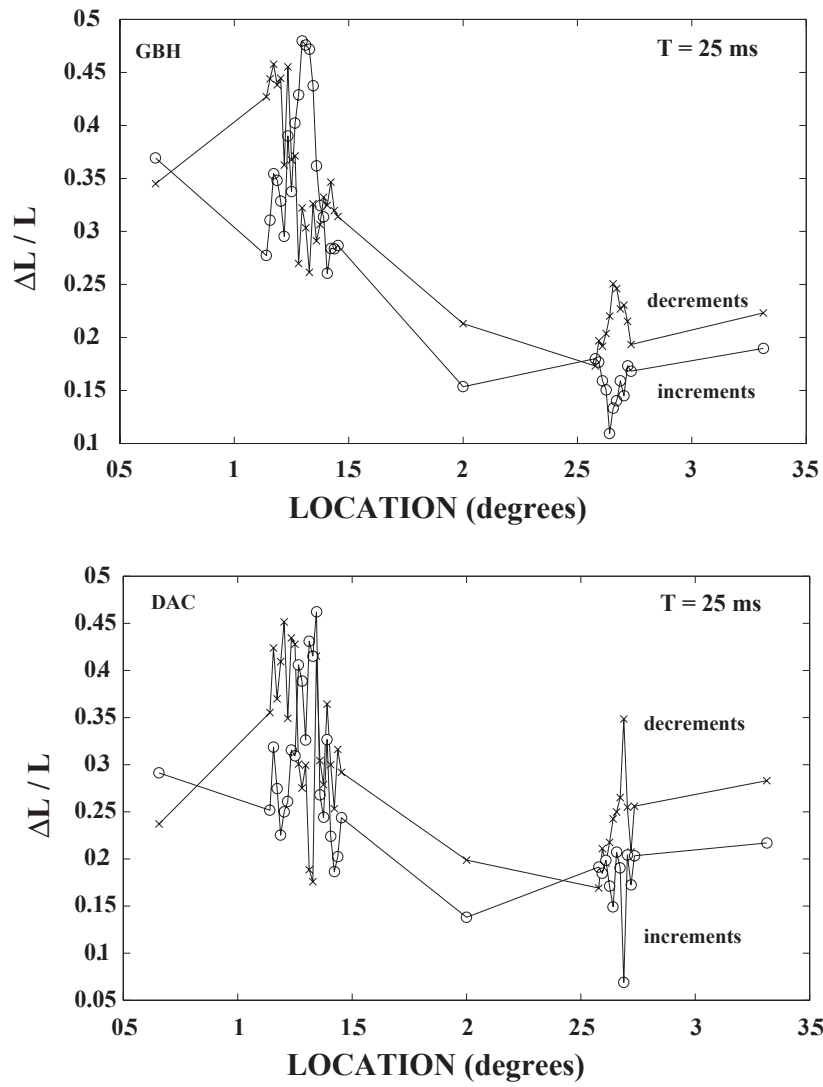 GBH
T = 25 ms
0.5
0.45
0.4
0.35
0.3
0.25
0.2
0.15
0.1
ΔL / L
decrements
increments
05 1 15 2 25 3 35
LOCATION (degrees)
DAC
T = 25 ms
0.5
0.45
0.4
0.35
0.3
0.25
0.2
0.15
0.1
0.05
ΔL / L
decrements
increments
05 1 15 2 25 3 35
LOCATION (degrees)